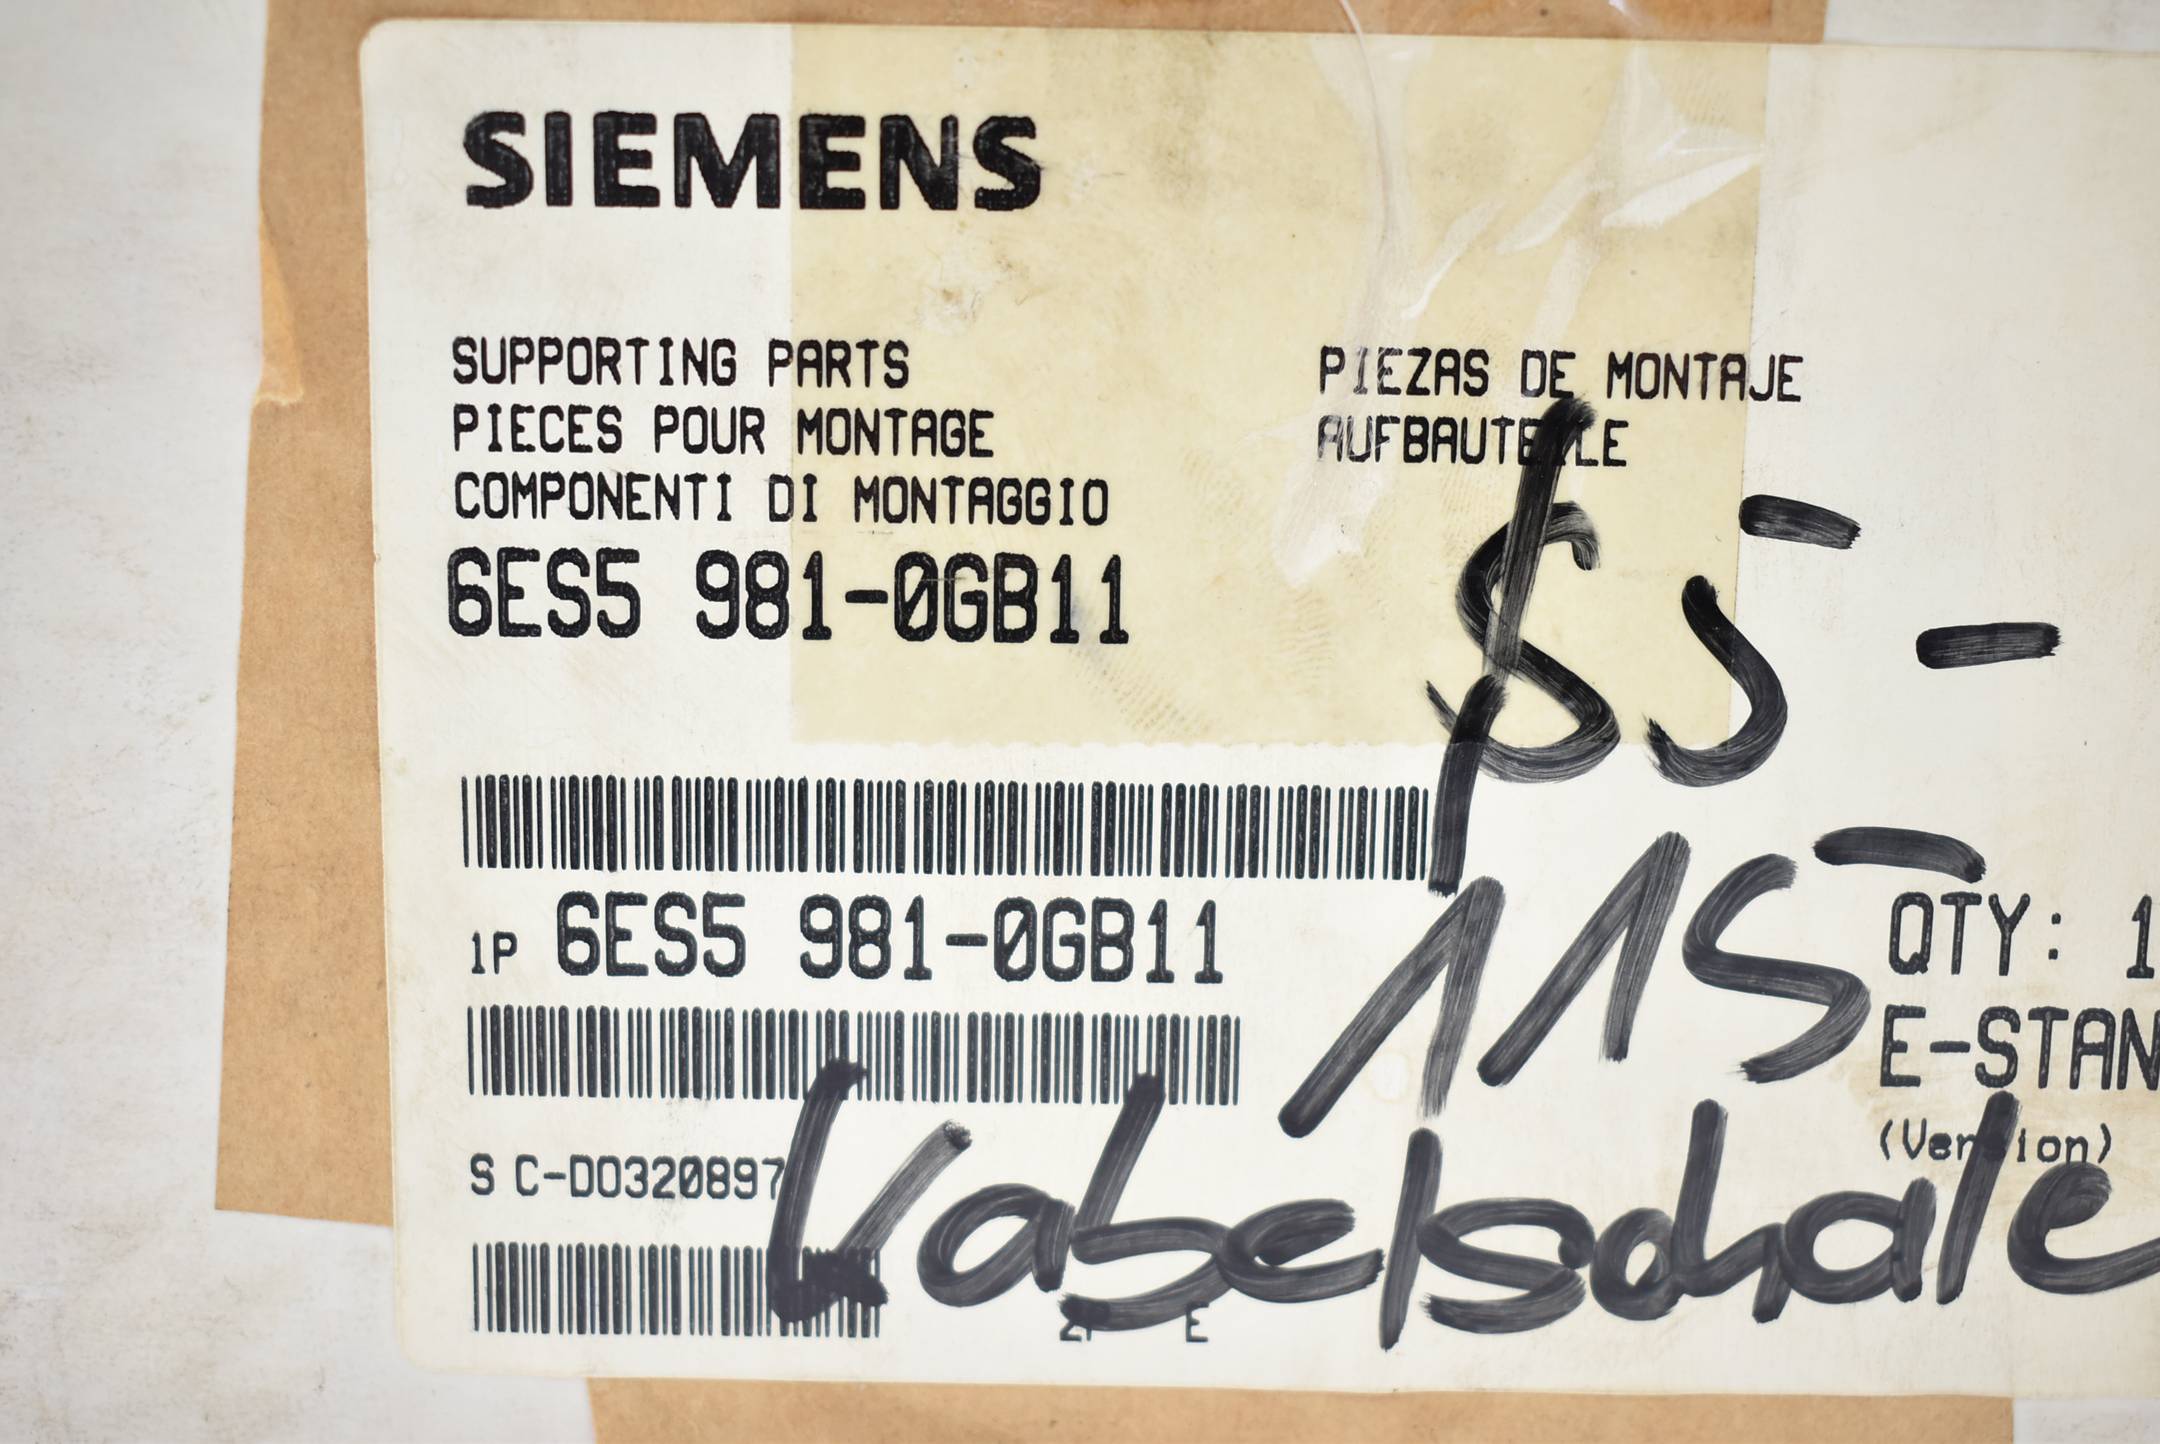 SIEMENS
SUPPORTING PARTS
PIECES POUR MONTAGE
COMPONENTI DI MONTAGGIO
PIEZAS DE MONTAJE
AUFBAUTEILE
6ES5 981-0GB11
S5-
1P 6ES5 981-0GB11
115
QTY: 1
E-STAN
(Version)
S C-DO320897
Kabelschale
E